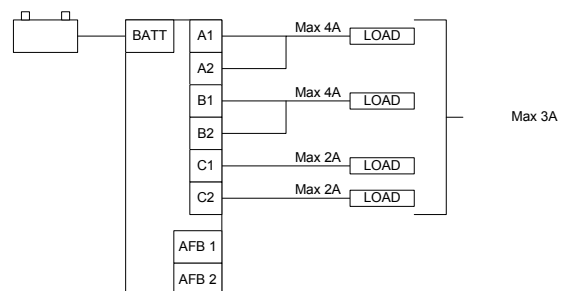 BATT
A1
Max 4A
LOAD
A2
B1
Max 4A
LOAD
Max 3A
B2
C1
Max 2A
LOAD
C2
Max 2A
LOAD
AFB 1
AFB 2